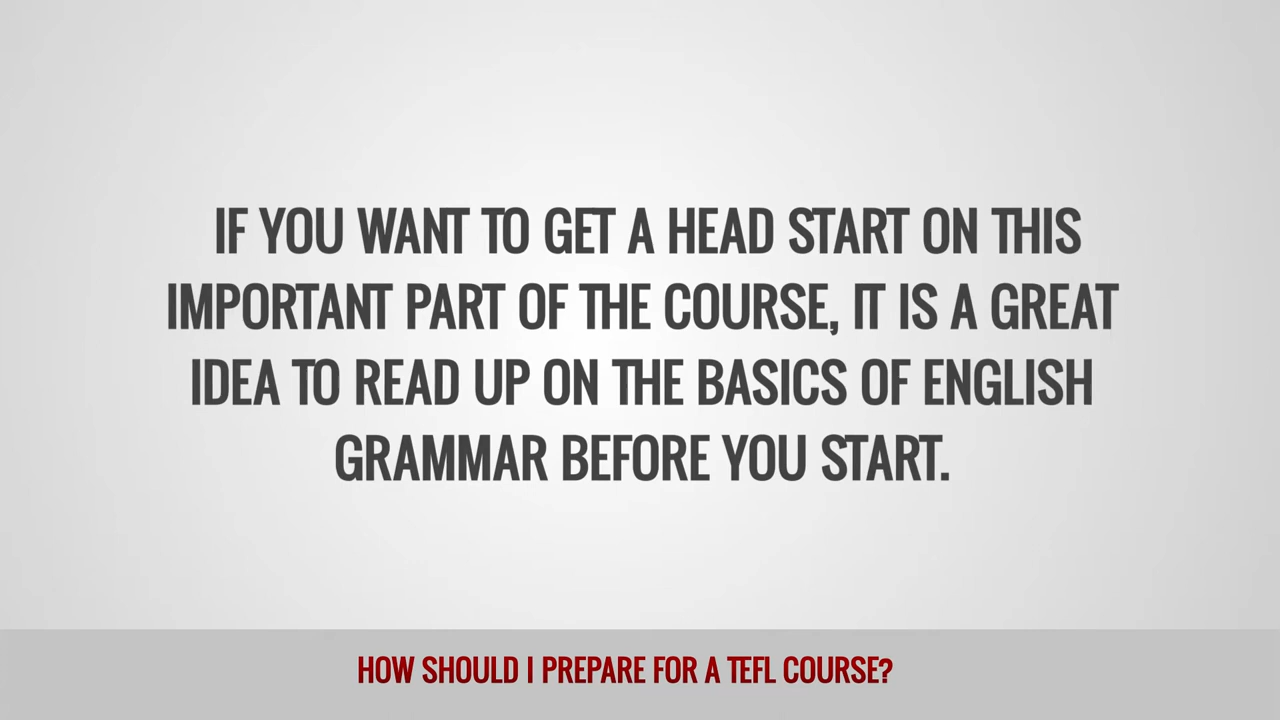 IF YOU WANT TO GET A HEAD START ON THIS
IMPORTANT PART OF THE COURSE, IT IS A GREAT
IDEA TO READ UP ON THE BASICS OF ENGLISH
GRAMMAR BEFORE YOU START.
HOW SHOULD I PREPARE FOR A TEFL COURSE?